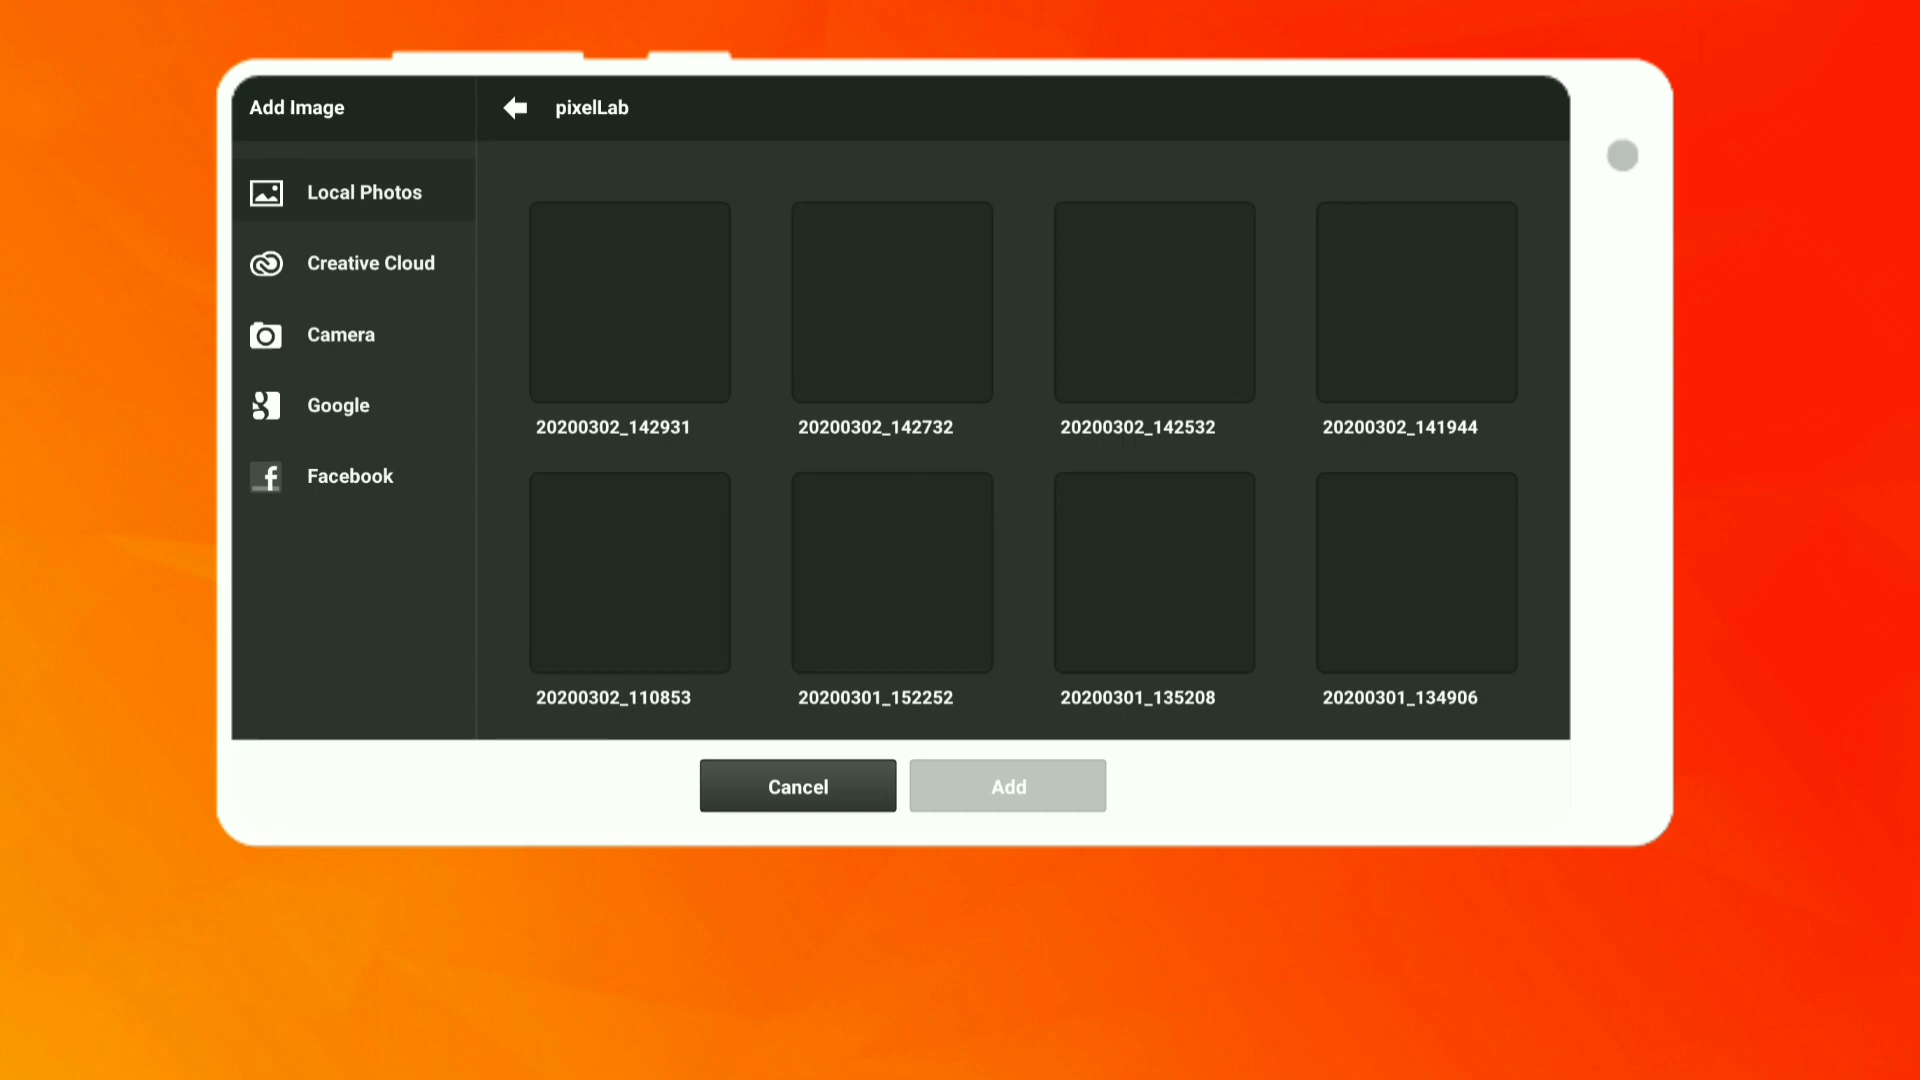 Add Image
pixelLab
Local Photos
Creative Cloud
Camera
Google
Facebook
20200302_142931
20200302_142732
20200302_142532
20200302_141944
20200302_110853
20200301_152252
20200301_135208
20200301_134906
Cancel
Add